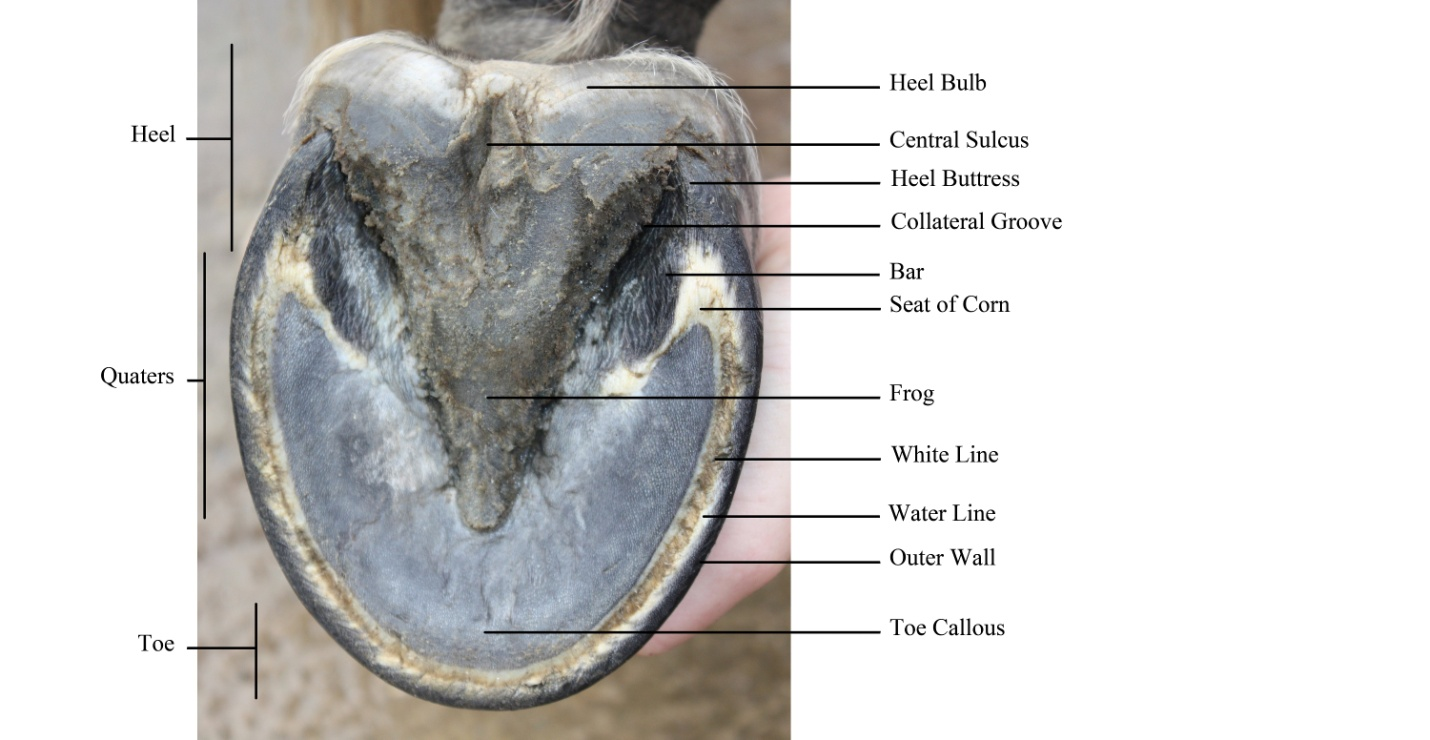 Heel Bulb
Central Sulcus
Heel
Heel Buttress
Collateral Groove
Bar
Seat of Corn
Quaters
Frog
White Line
Water Line
Outer Wall
Toe Callous
Toe